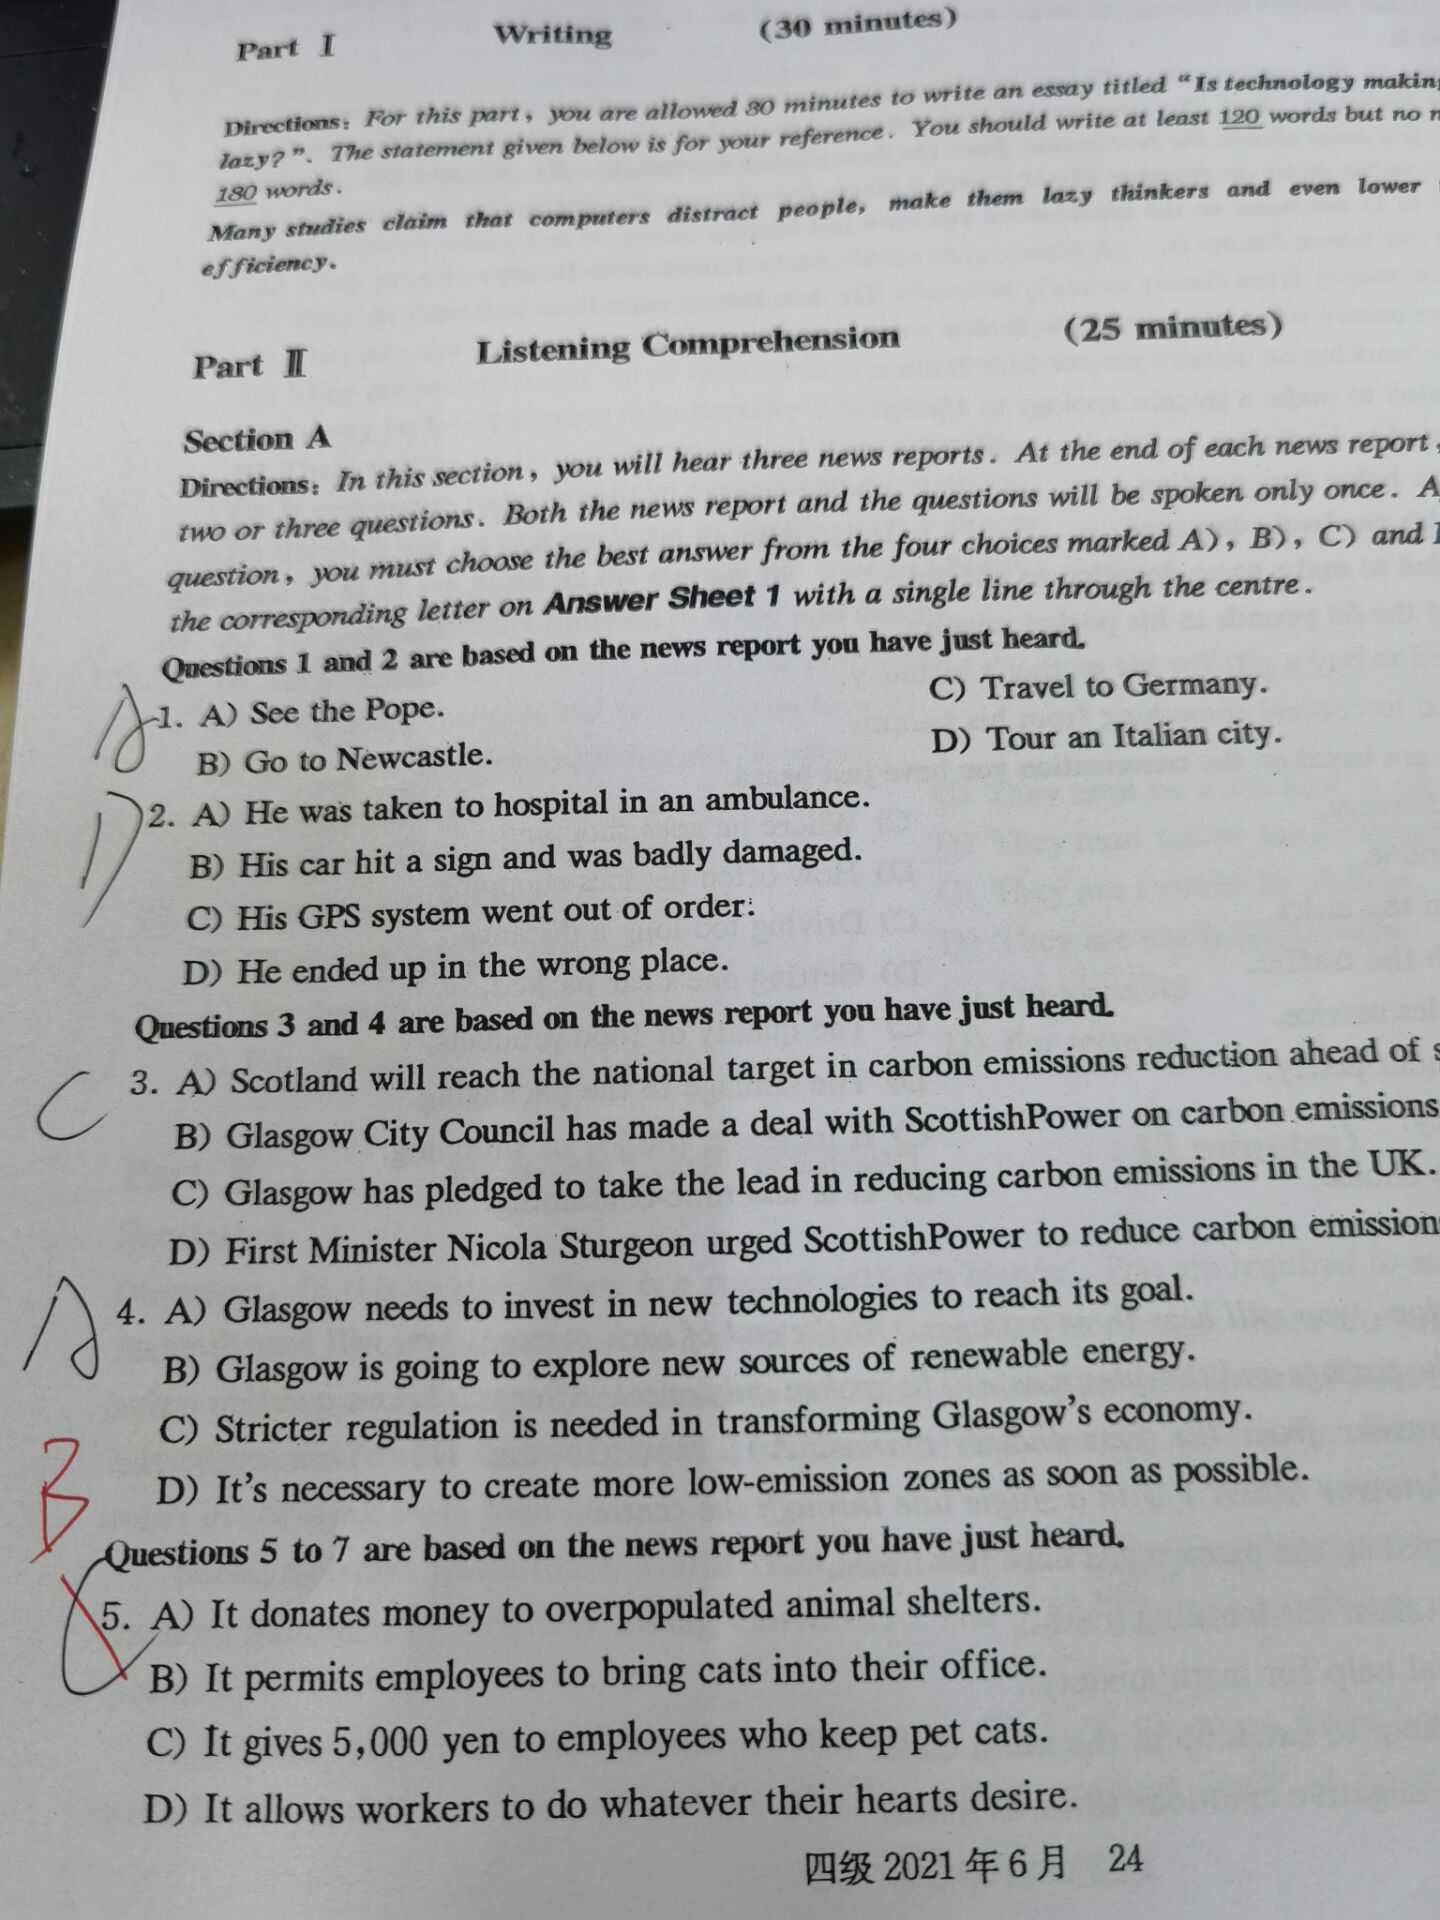 Part Ⅰ Writing (30 minutes)
Directions: For this part, you are allowed 30 minutes to write an essay titled “Is technology making
lazy?”. The statement given below is for your reference. You should write at least 120 words but no
180 words.
Many studies claim that computers distract people, make them lazy thinkers and even lower
efficiency.
Part Ⅱ Listening Comprehension (25 minutes)
Section A
Directions: In this section, you will hear three news reports. At the end of each news report,
two or three questions. Both the news report and the questions will be spoken only once. A
question, you must choose the best answer from the four choices marked A), B), C) and
the corresponding letter on Answer Sheet 1 with a single line through the centre.
Questions 1 and 2 are based on the news report you have just heard.
A 1. A) See the Pope. C) Travel to Germany.
B) Go to Newcastle. D) Tour an Italian city.
D 2. A) He was taken to hospital in an ambulance.
B) His car hit a sign and was badly damaged.
C) His GPS system went out of order.
D) He ended up in the wrong place.
Questions 3 and 4 are based on the news report you have just heard.
C 3. A) Scotland will reach the national target in carbon emissions reduction ahead of s
B) Glasgow City Council has made a deal with ScottishPower on carbon emissions
C) Glasgow has pledged to take the lead in reducing carbon emissions in the UK.
D) First Minister Nicola Sturgeon urged ScottishPower to reduce carbon emission
A 4. A) Glasgow needs to invest in new technologies to reach its goal.
B) Glasgow is going to explore new sources of renewable energy.
C) Stricter regulation is needed in transforming Glasgow’s economy.
D) It’s necessary to create more low-emission zones as soon as possible.
B
Questions 5 to 7 are based on the news report you have just heard.
C 5. A) It donates money to overpopulated animal shelters.
B) It permits employees to bring cats into their office.
C) It gives 5,000 yen to employees who keep pet cats.
D) It allows workers to do whatever their hearts desire.
四级 2021 年 6 月 24